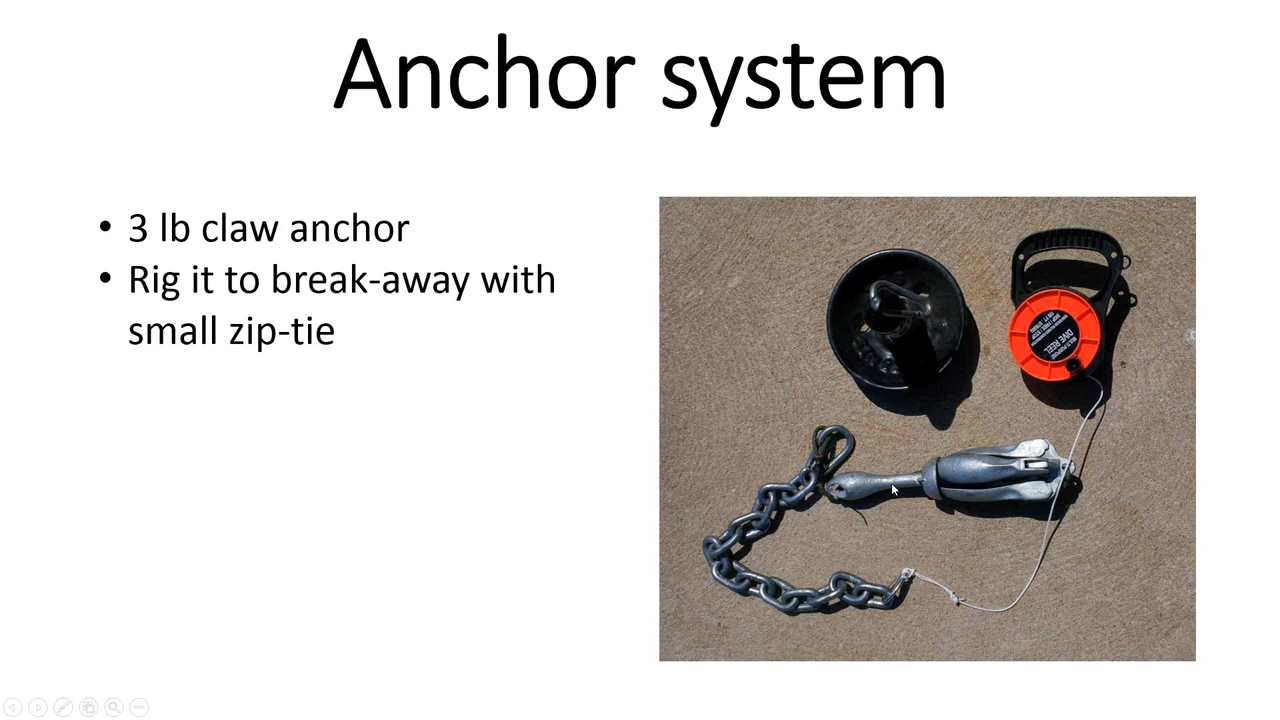 Anchor system
• 3 lb claw anchor
• Rig it to break-away with
small zip-tie
DIVE REEL